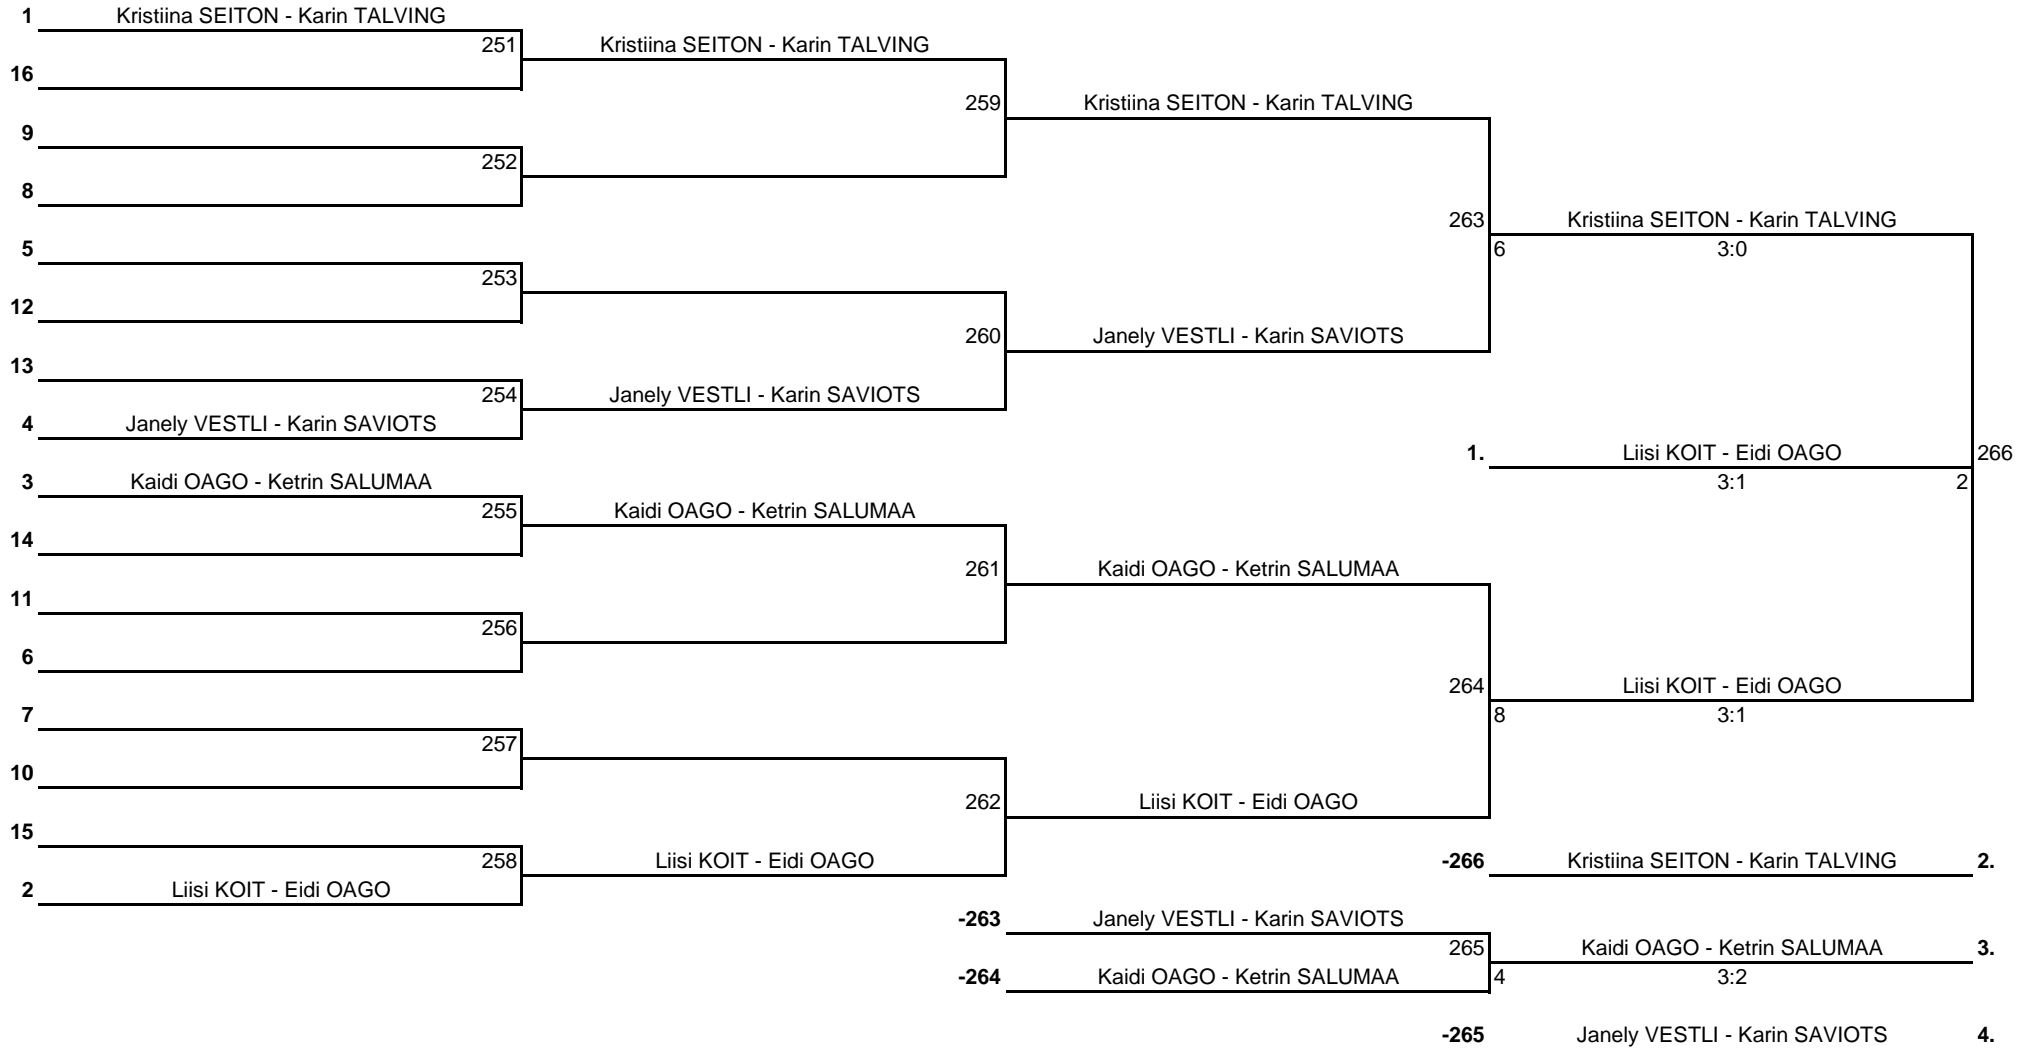 1 Kristiina SEITON - Karin TALVING
251 Kristiina SEITON - Karin TALVING
16
259 Kristiina SEITON - Karin TALVING
9
252
8
263 Kristiina SEITON - Karin TALVING
5
6 3:0
253
12
260 Janely VESTLI - Karin SAVIOTS
13
254 Janely VESTLI - Karin SAVIOTS
4 Janely VESTLI - Karin SAVIOTS
1. Liisi KOIT - Eidi OAGO 266
3 Kaidi OAGO - Ketrin SALUMAA
3:1 2
255 Kaidi OAGO - Ketrin SALUMAA
14
261 Kaidi OAGO - Ketrin SALUMAA
11
256
6
264 Liisi KOIT - Eidi OAGO
7
8 3:1
257
10
262 Liisi KOIT - Eidi OAGO
15
258 Liisi KOIT - Eidi OAGO
-266 Kristiina SEITON - Karin TALVING 2.
2 Liisi KOIT - Eidi OAGO
-263 Janely VESTLI - Karin SAVIOTS
265 Kaidi OAGO - Ketrin SALUMAA 3.
-264 Kaidi OAGO - Ketrin SALUMAA
4 3:2
-265 Janely VESTLI - Karin SAVIOTS 4.